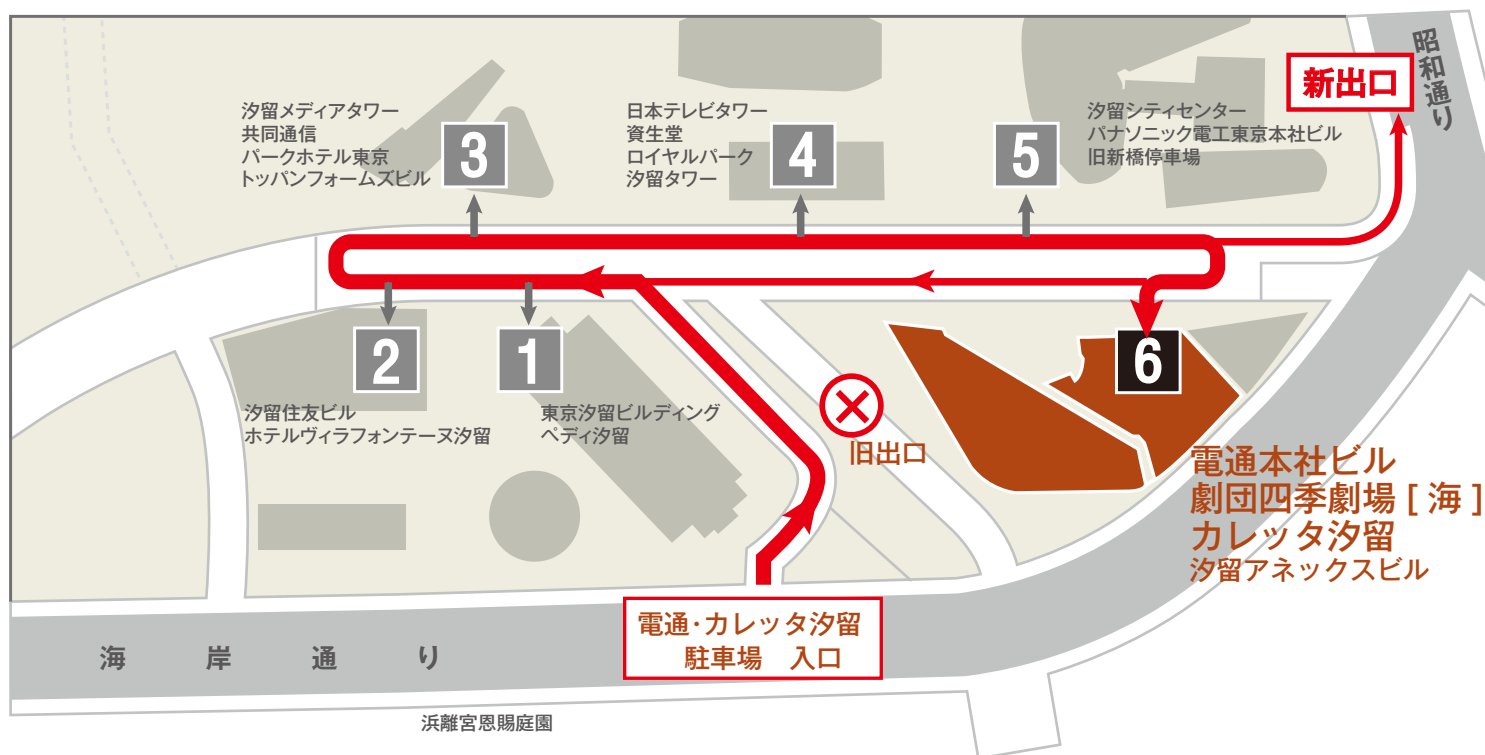 昭和通り
新出口
汐留メディアタワー
共同通信
パークホテル東京
トッパンフォームズビル
3
日本テレビタワー
資生堂
ロイヤルパーク
汐留タワー
4
5
汐留シティセンター
パナソニック電工東京本社ビル
旧新橋停車場
2
汐留住友ビル
ホテルヴィラフォンテーヌ汐留
1
東京汐留ビルディング
ペディ汐留
旧出口
6
電通本社ビル
劇団四季劇場 [ 海 ]
カレッタ汐留
汐留アネックスビル
電通・カレッタ汐留
駐車場 入口
海岸通り
浜離宮恩賜庭園